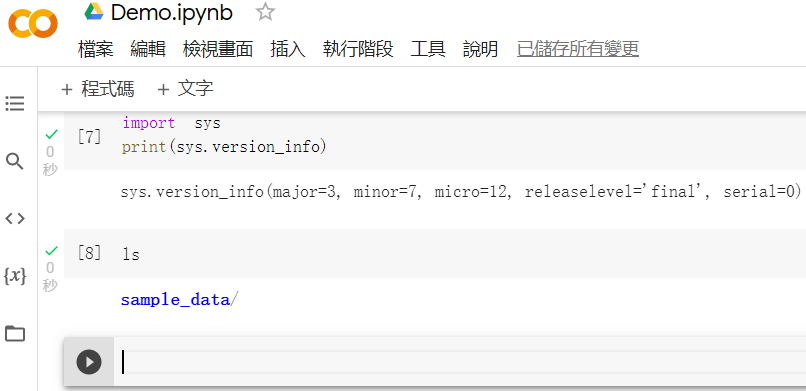 Demo.ipynb
檔案 編輯 檢視畫面 插入 執行階段 工具 說明 已儲存所有變更
+ 程式碼 + 文字
[7] import sys
0 print(sys.version_info)
秒
sys.version_info(major=3, minor=7, micro=12, releaselevel='final', serial=0)
[8] ls
0
秒
sample_data/
{x}